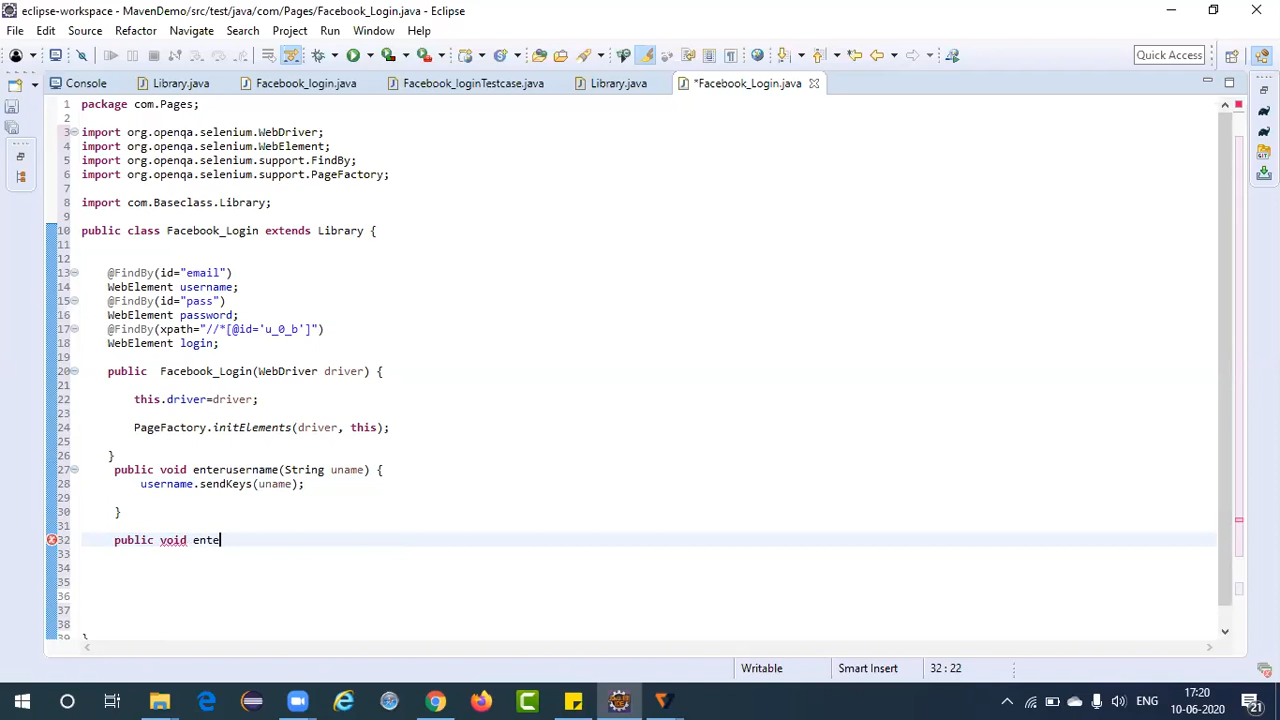 eclipse-workspace - MavenDemo/src/test/java/com/Pages/Facebook_Login.java - Eclipse
File Edit Source Refactor Navigate Search Project Run Window Help
Quick Access
Console Library.java Facebook_login.java Facebook_loginTestcase.java Library.java *Facebook_Login.java
1 package com.Pages;
2
3 import org.openqa.selenium.WebDriver;
4 import org.openqa.selenium.WebElement;
5 import org.openqa.selenium.support.FindBy;
6 import org.openqa.selenium.support.PageFactory;
7
8 import com.Baseclass.Library;
9
10 public class Facebook_Login extends Library {
11
12
13 @FindBy(id="email")
14 WebElement username;
15 @FindBy(id="pass")
16 WebElement password;
17 @FindBy(xpath="//*[@id='u_0_b']")
18 WebElement login;
19
20 public Facebook_Login(WebDriver driver) {
21
22 this.driver=driver;
23
24 PageFactory.initElements(driver, this);
25
26 }
27 public void enterusername(String uname) {
28 username.sendKeys(uname);
29
30 }
31
32 public void ente
33
34
35
36
37
38
39 }
Writable Smart Insert 32 : 22
ENG 17:20
10-06-2020 21